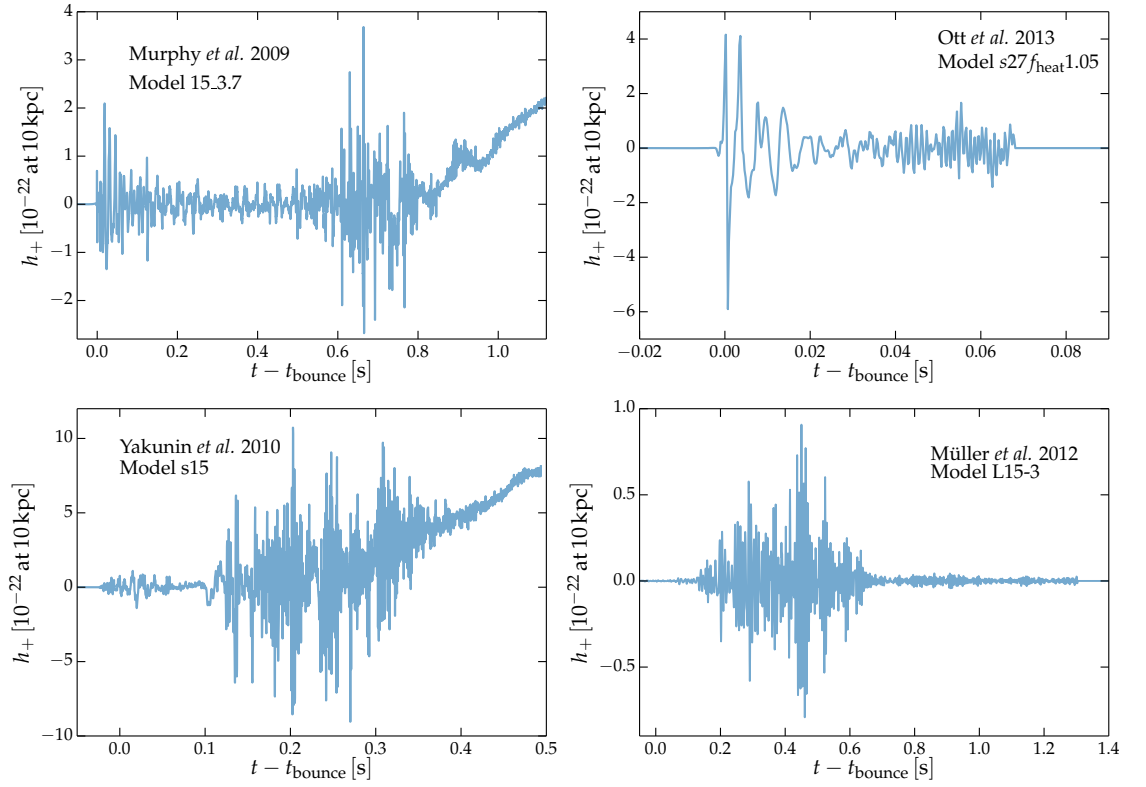 Murphy et al. 2009
Model 15_3.7
h+ [10−22 at 10 kpc]
4
3
2
1
0
−1
−2
0.0 0.2 0.4 0.6 0.8 1.0
t − tbounce [s]
Ott et al. 2013
Model s27fheat1.05
h+ [10−22 at 10 kpc]
4
2
0
−2
−4
−6
−0.02 0.00 0.02 0.04 0.06 0.08
t − tbounce [s]
Yakunin et al. 2010
Model s15
h+ [10−22 at 10 kpc]
10
5
0
−5
−10
0.0 0.1 0.2 0.3 0.4 0.5
t − tbounce [s]
Müller et al. 2012
Model L15-3
h+ [10−22 at 10 kpc]
1.0
0.5
0.0
−0.5
0.0 0.2 0.4 0.6 0.8 1.0 1.2 1.4
t − tbounce [s]